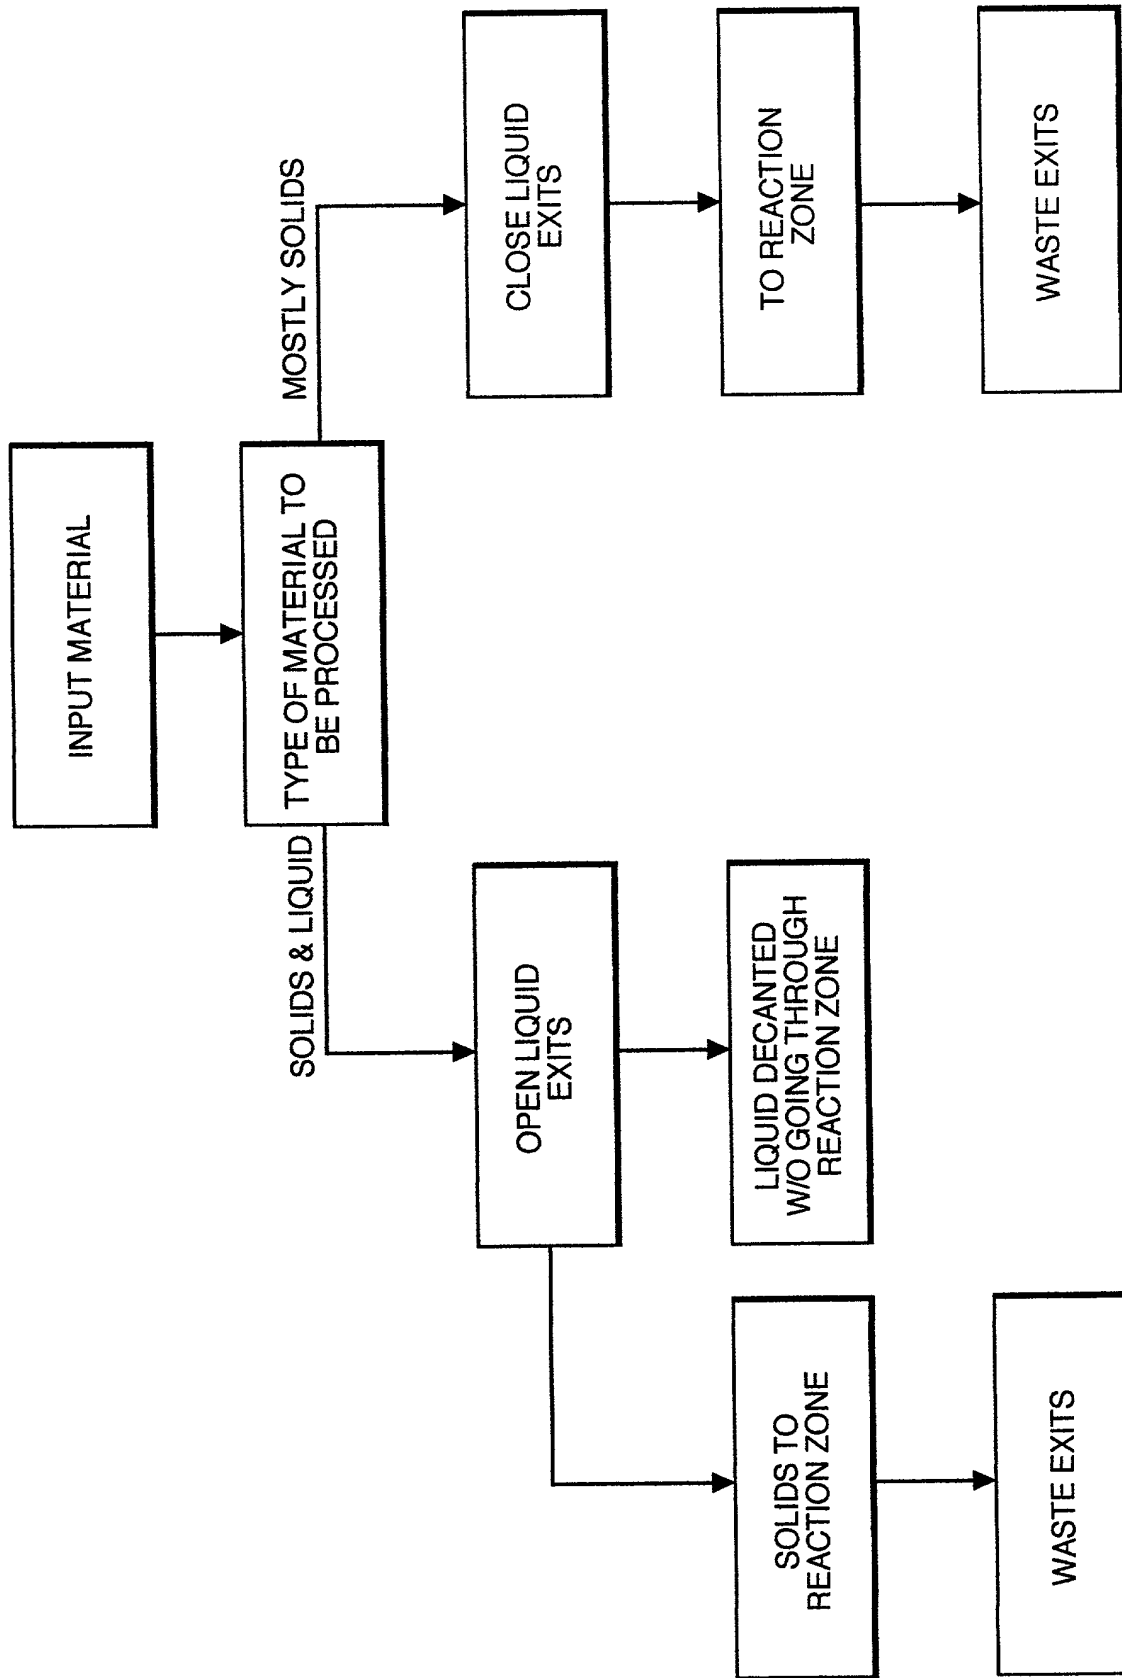 INPUT MATERIAL
SOLIDS & LIQUID
TYPE OF MATERIAL TO
BE PROCESSED
MOSTLY SOLIDS
OPEN LIQUID
EXITS
CLOSE LIQUID
EXITS
SOLIDS TO
REACTION ZONE
LIQUID DECANTED
W/O GOING THROUGH
REACTION ZONE
TO REACTION
ZONE
WASTE EXITS
WASTE EXITS